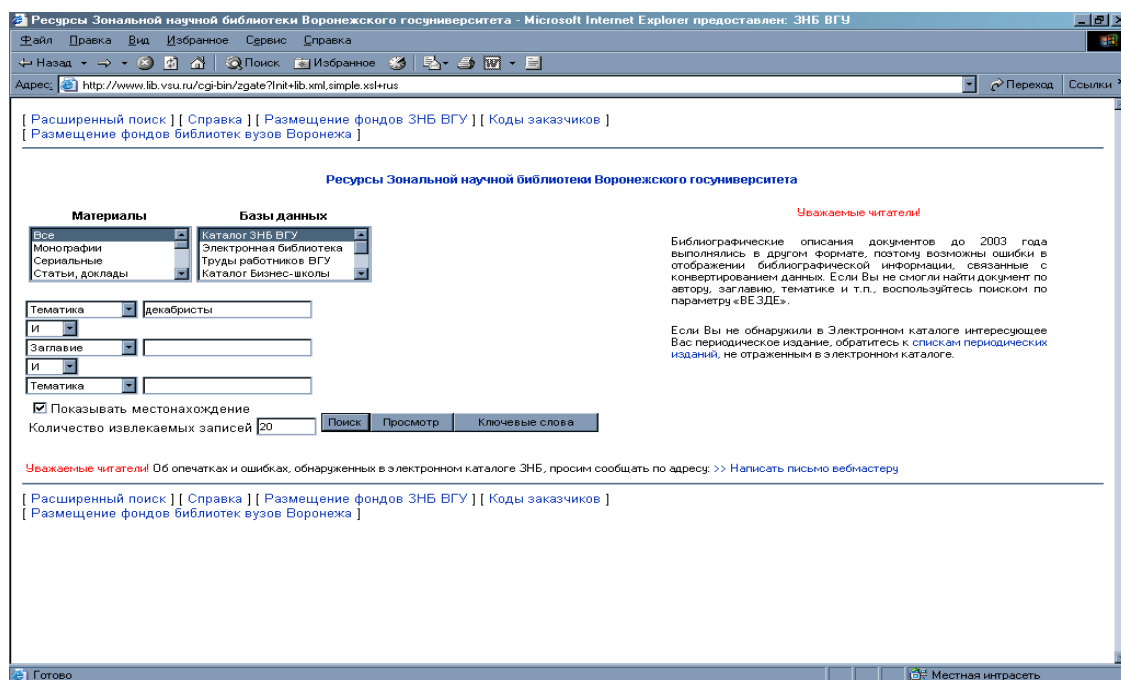 Ресурсы Зональной научной библиотеки Воронежского госуниверситета - Microsoft Internet Explorer предоставлен: ЗНБ ВГУ
Файл Правка Вид Избранное Сервис Справка
Назад Поиск Избранное
Адрес: http://www.lib.vsu.ru/cgi-bin/zgate?Init+lib.xml,simple.xsl+rus Переход Ссылки
[ Расширенный поиск ] [ Справка ] [ Размещение фондов ЗНБ ВГУ ] [ Коды заказчиков ]
[ Размещение фондов библиотек вузов Воронежа ]
Ресурсы Зональной научной библиотеки Воронежского госуниверситета
Материалы Базы данных
Все
Монографии
Сериальные
Статьи, доклады
Каталог ЗНБ ВГУ
Электронная библиотека
Труды работников ВГУ
Каталог Бизнес-школы
Тематика декабристы
И
Заглавие
И
Тематика
Показывать местонахождение
Количество извлекаемых записей 20 Поиск Просмотр Ключевые слова
Уважаемые читатели!
Библиографические описания документов до 2003 года
выполнялись в другом формате, поэтому возможны ошибки в
отображении библиографической информации, связанные с
конвертированием данных. Если Вы не смогли найти документ по
автору, заглавию, тематике и т.п., воспользуйтесь поиском по
параметру «ВЕЗДЕ».
Если Вы не обнаружили в Электронном каталоге интересующее
Вас периодическое издание, обратитесь к спискам периодических
изданий, не отраженным в электронном каталоге.
Уважаемые читатели! Об опечатках и ошибках, обнаруженных в электронном каталоге ЗНБ, просим сообщать по адресу: >> Написать письмо вебмастеру
[ Расширенный поиск ] [ Справка ] [ Размещение фондов ЗНБ ВГУ ] [ Коды заказчиков ]
[ Размещение фондов библиотек вузов Воронежа ]
Готово Местная интрасеть